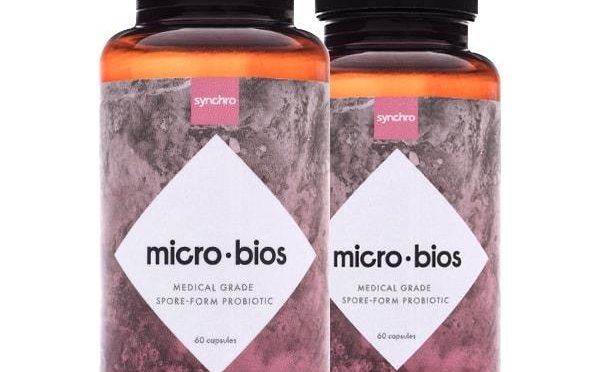 synchro
micro·bios
MEDICAL GRADE
SPORE-FORM PROBIOTIC
60 capsules
synchro
micro·bios
MEDICAL GRADE
SPORE-FORM PROBIOTIC
60 capsules